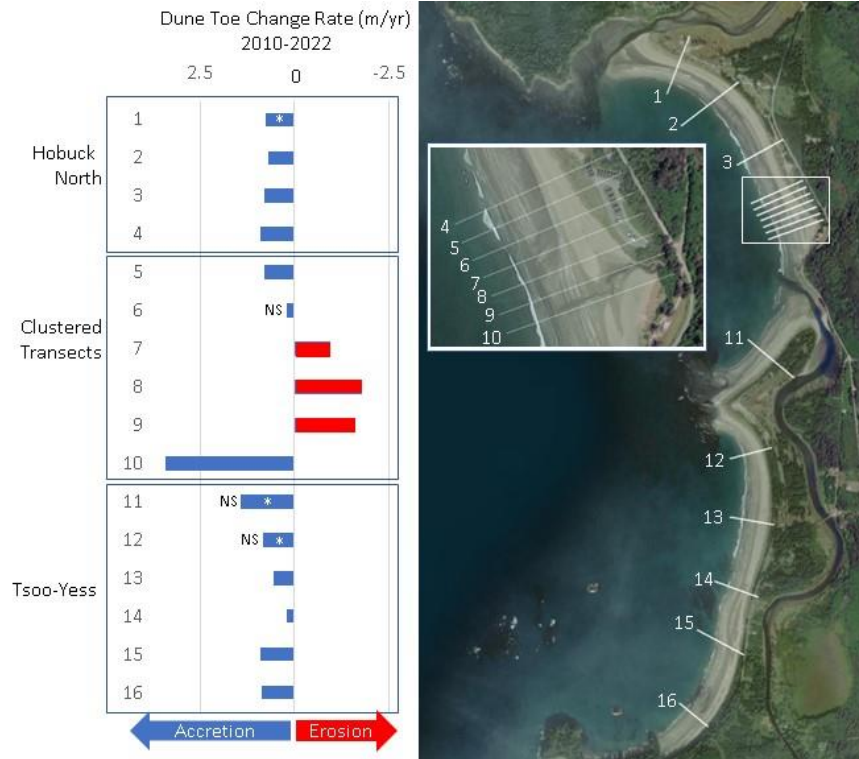 Dune Toe Change Rate (m/yr)
2010-2022
2.5 0 -2.5
Hobuck
North
1 *
2
3
4
Clustered
Transects
5
6 NS
7
8
9
10
Tsoo-Yess
11 NS *
12 NS *
13
14
15
16
Accretion Erosion
1
2
3
4
5
6
7
8
9
10
11
12
13
14
15
16